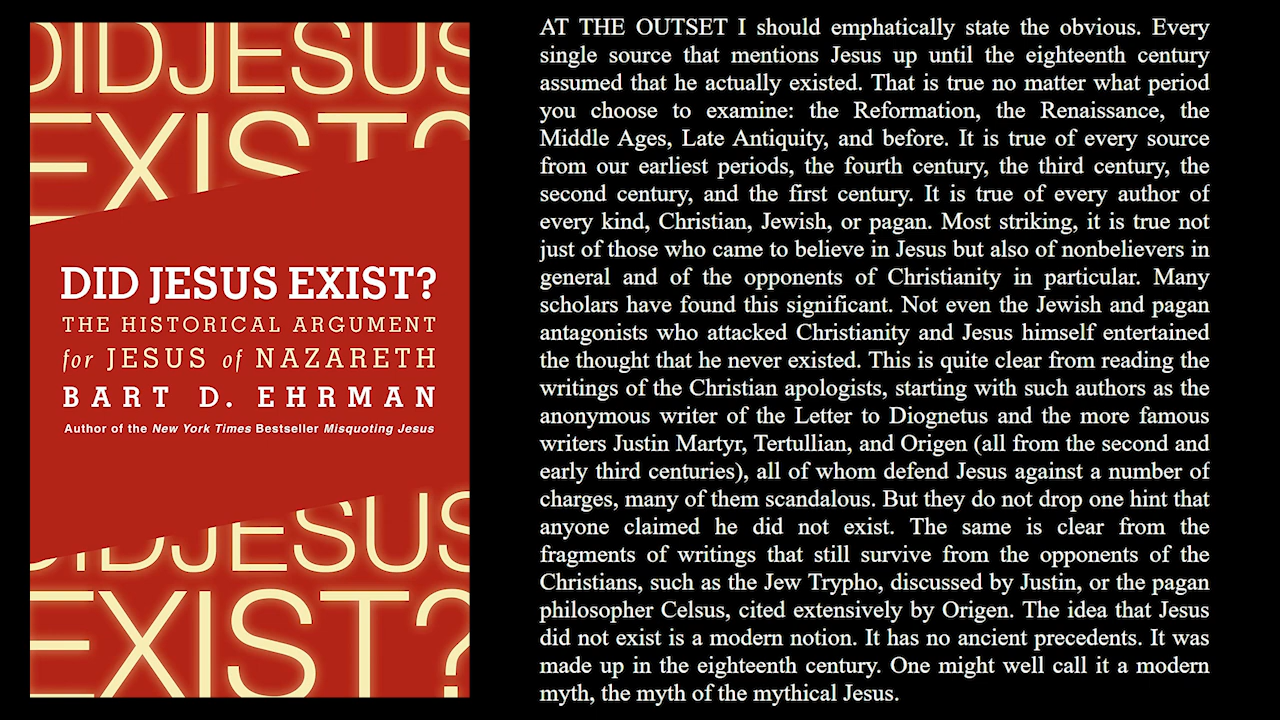 DIDJESUS
EXIST?
DID JESUS EXIST?
THE HISTORICAL ARGUMENT
for JESUS of NAZARETH
BART D. EHRMAN
Author of the New York Times Bestseller Misquoting Jesus
DIDJESUS
EXIST?
AT THE OUTSET I should emphatically state the obvious. Every
single source that mentions Jesus up until the eighteenth century
assumed that he actually existed. That is true no matter what period
you choose to examine: the Reformation, the Renaissance, the
Middle Ages, Late Antiquity, and before. It is true of every source
from our earliest periods, the fourth century, the third century, the
second century, and the first century. It is true of every author of
every kind, Christian, Jewish, or pagan. Most striking, it is true not
just of those who came to believe in Jesus but also of nonbelievers in
general and of the opponents of Christianity in particular. Many
scholars have found this significant. Not even the Jewish and pagan
antagonists who attacked Christianity and Jesus himself entertained
the thought that he never existed. This is quite clear from reading the
writings of the Christian apologists, starting with such authors as the
anonymous writer of the Letter to Diognetus and the more famous
writers Justin Martyr, Tertullian, and Origen (all from the second and
early third centuries), all of whom defend Jesus against a number of
charges, many of them scandalous. But they do not drop one hint that
anyone claimed he did not exist. The same is clear from the
fragments of writings that still survive from the opponents of the
Christians, such as the Jew Trypho, discussed by Justin, or the pagan
philosopher Celsus, cited extensively by Origen. The idea that Jesus
did not exist is a modern notion. It has no ancient precedents. It was
made up in the eighteenth century. One might well call it a modern
myth, the myth of the mythical Jesus.